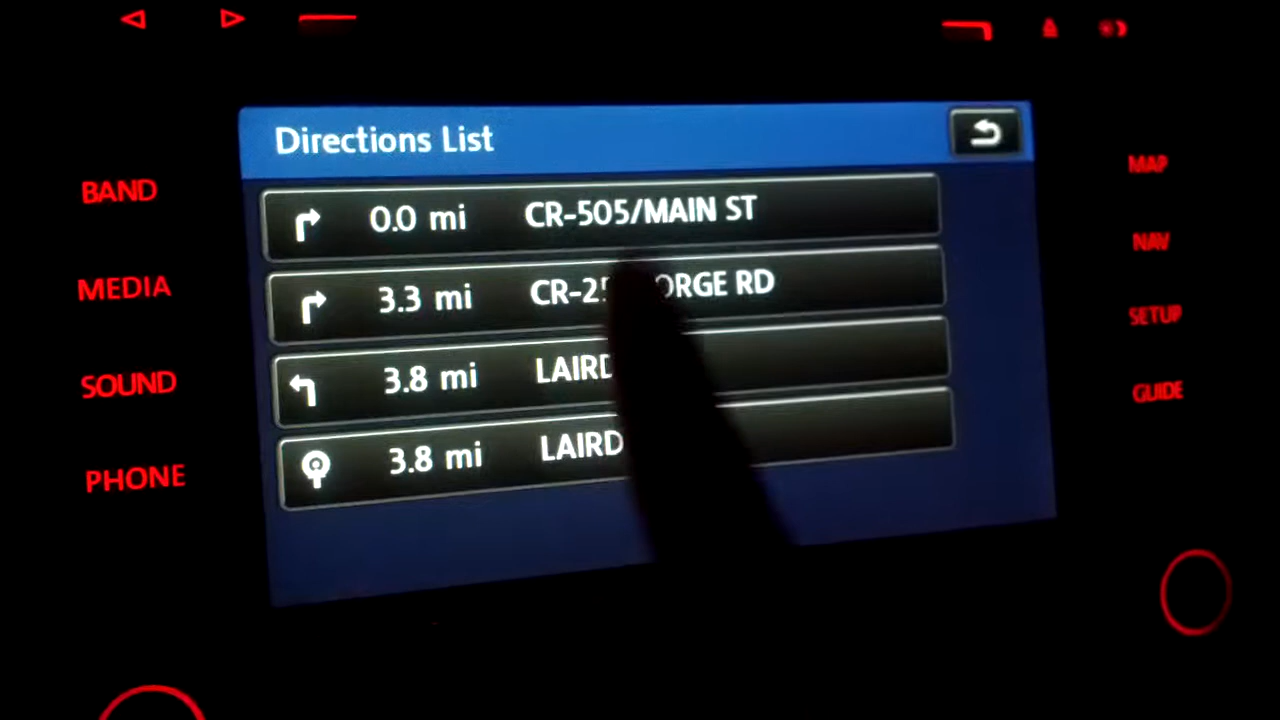 Directions List
0.0 mi CR-505/MAIN ST
3.3 mi CR-2 ORGE RD
3.8 mi LAIRD
3.8 mi LAIRD
BAND
MEDIA
SOUND
PHONE
MAP
NAV
SETUP
GUIDE